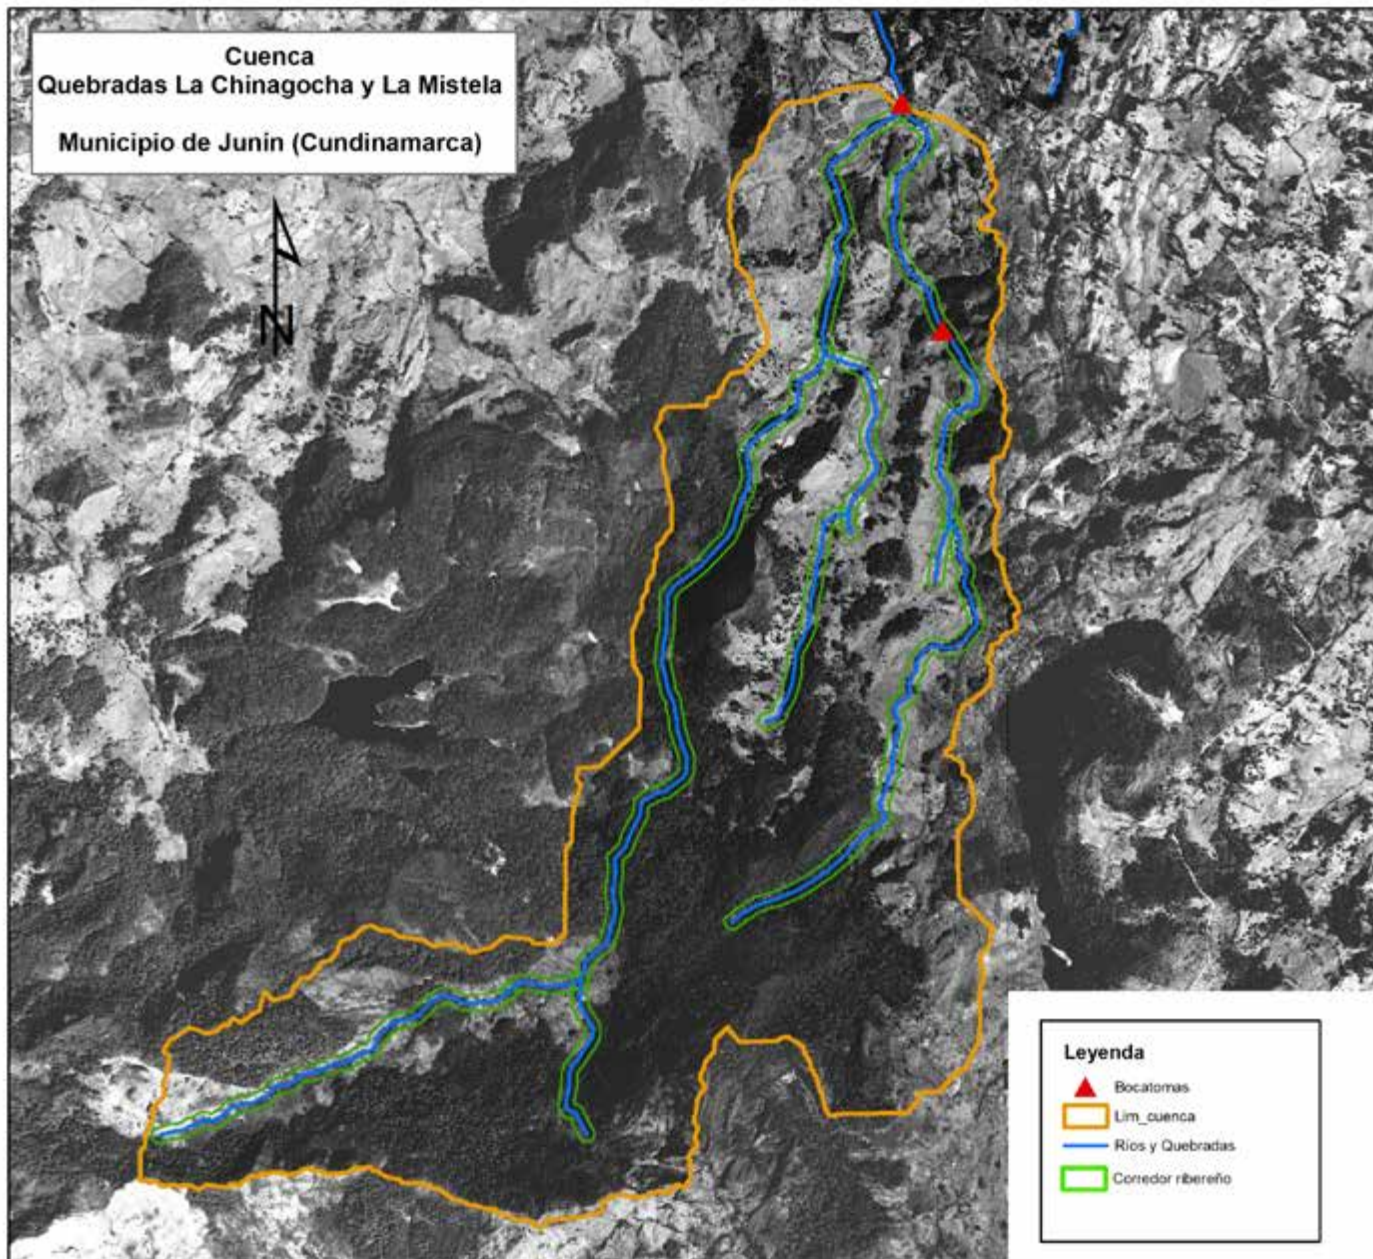 Cuenca
Quebradas La Chinagocha y La Mistela
Municipio de Junín (Cundinamarca)
N
Leyenda
Bocatomas
Lim_cuenca
Ríos y Quebradas
Corredor ribereño